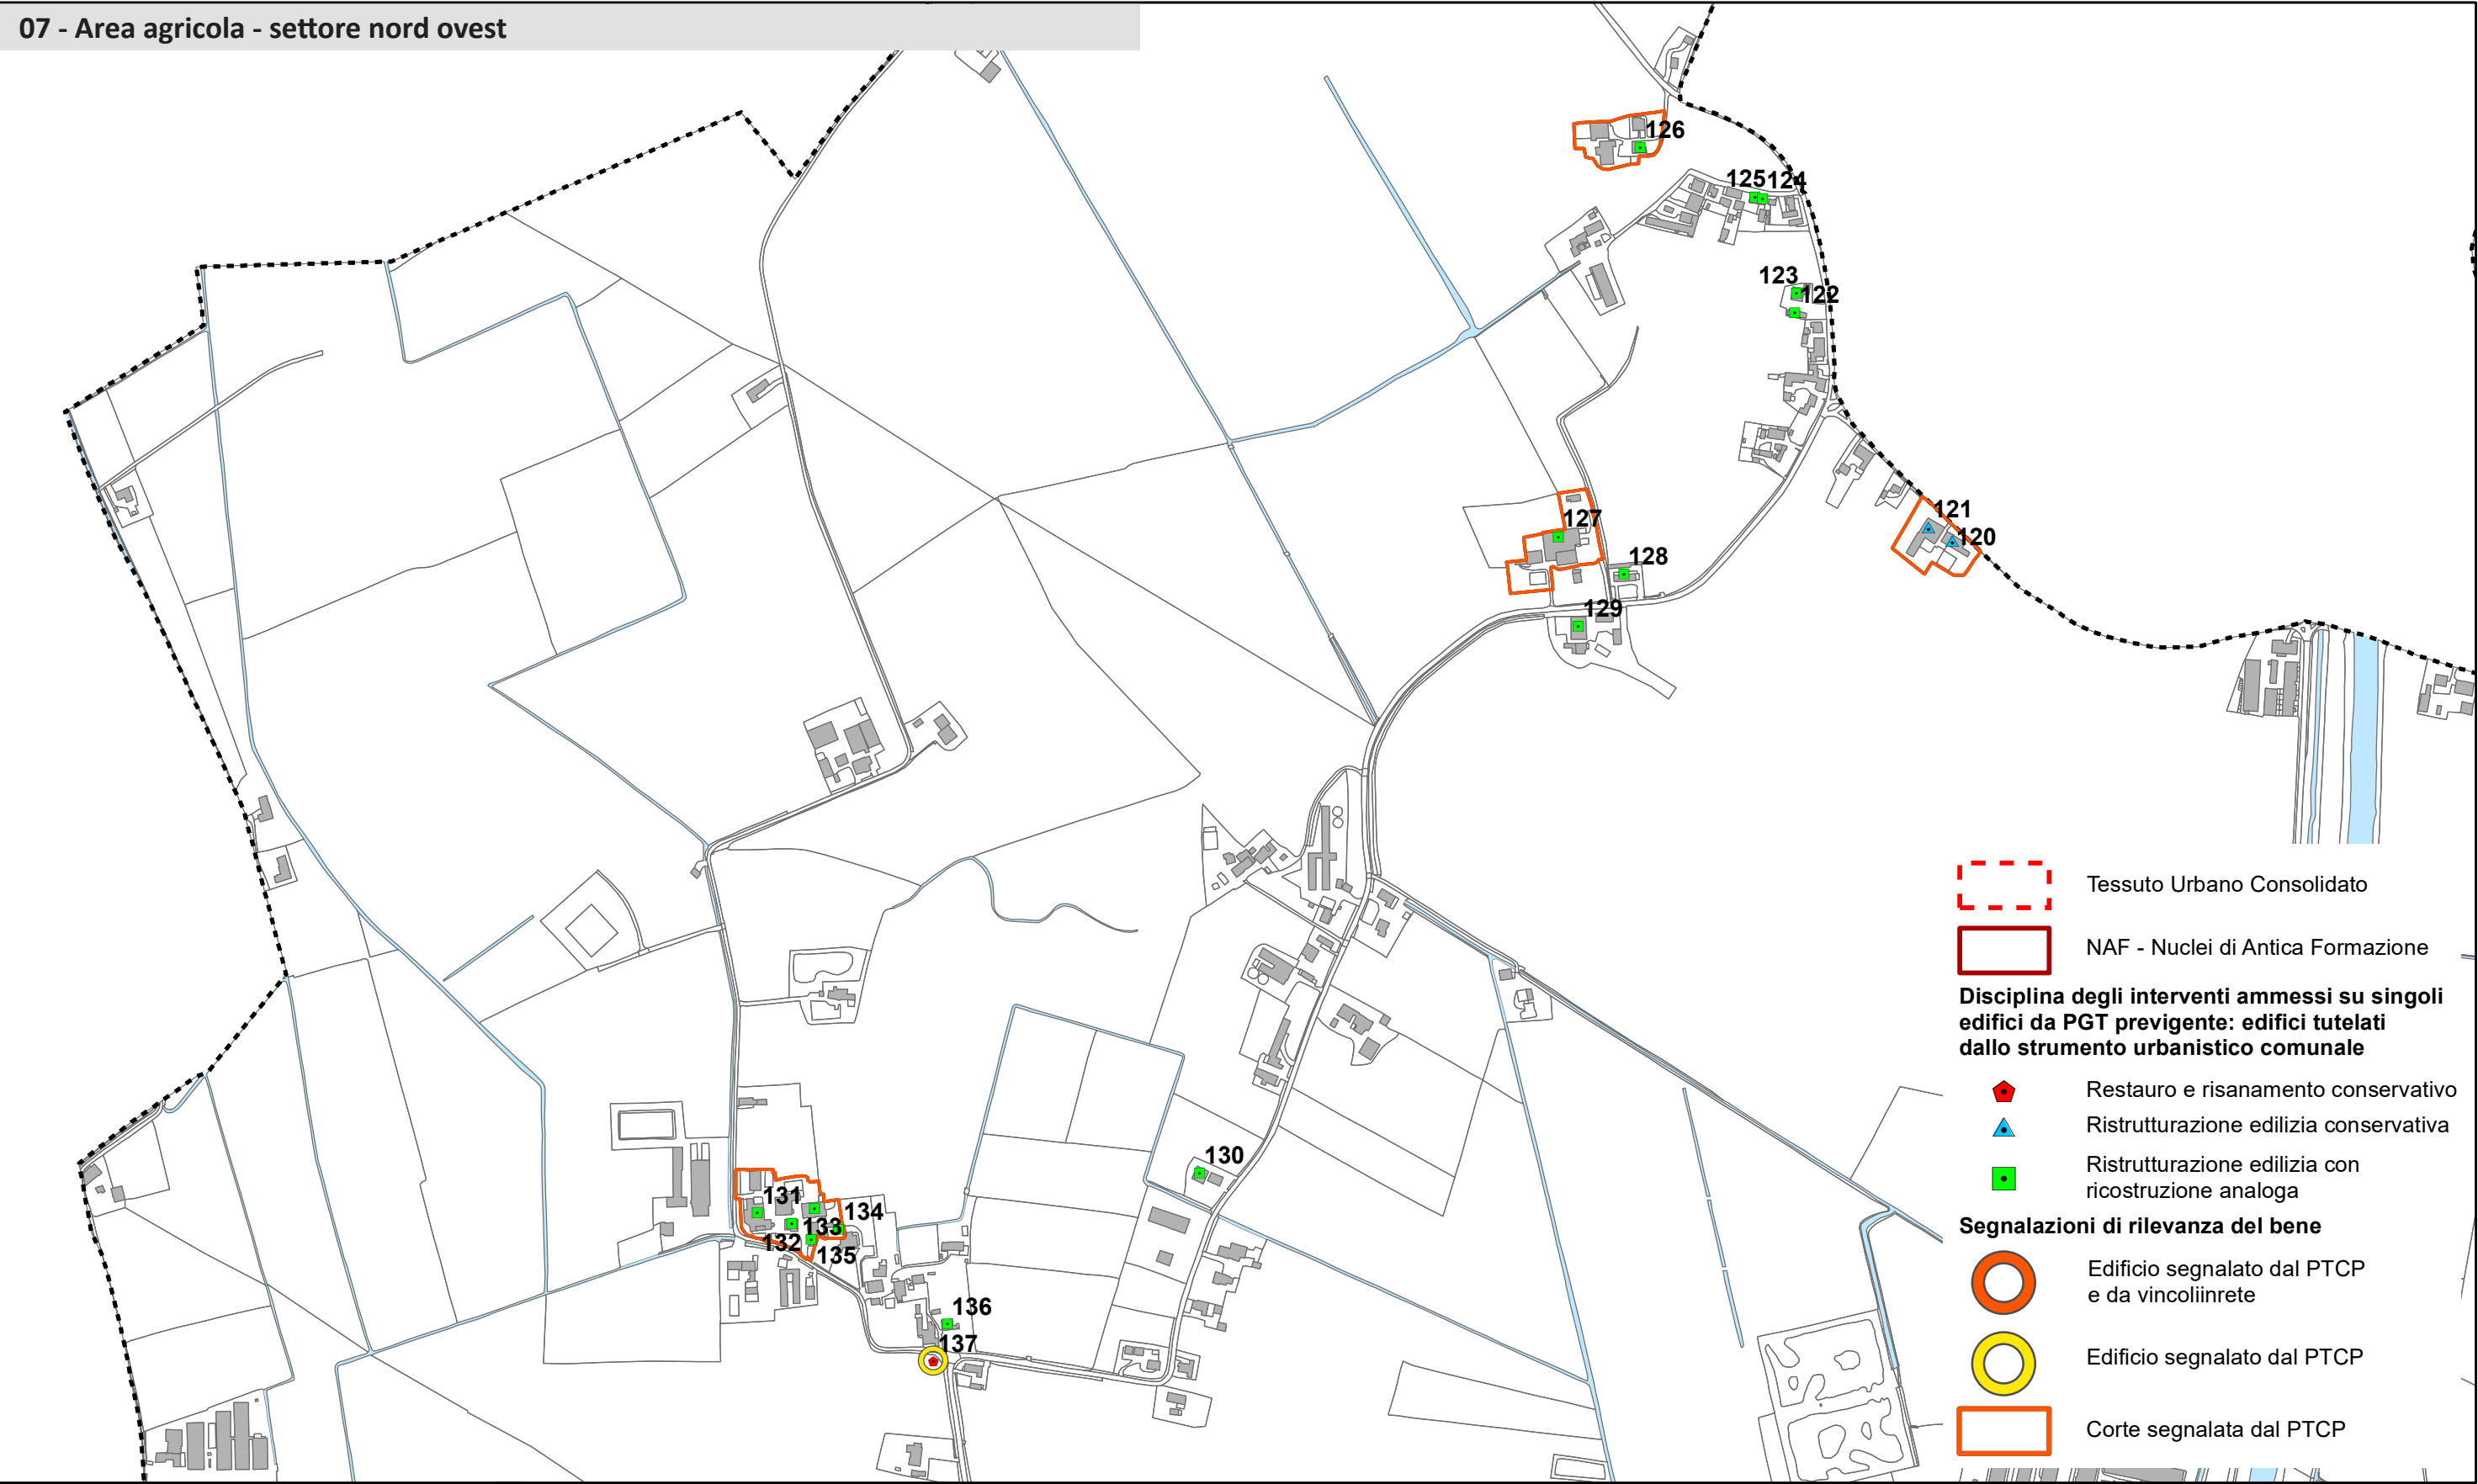 07 - Area agricola - settore nord ovest
126
125
124
123
122
121
120
127
128
129
130
131
134
133
132
135
136
137
Tessuto Urbano Consolidato
NAF - Nuclei di Antica Formazione
Disciplina degli interventi ammessi su singoli
edifici da PGT previgente: edifici tutelati
dallo strumento urbanistico comunale
Restauro e risanamento conservativo
Ristrutturazione edilizia conservativa
Ristrutturazione edilizia con
ricostruzione analoga
Segnalazioni di rilevanza del bene
Edificio segnalato dal PTCP
e da vincoliinrete
Edificio segnalato dal PTCP
Corte segnalata dal PTCP